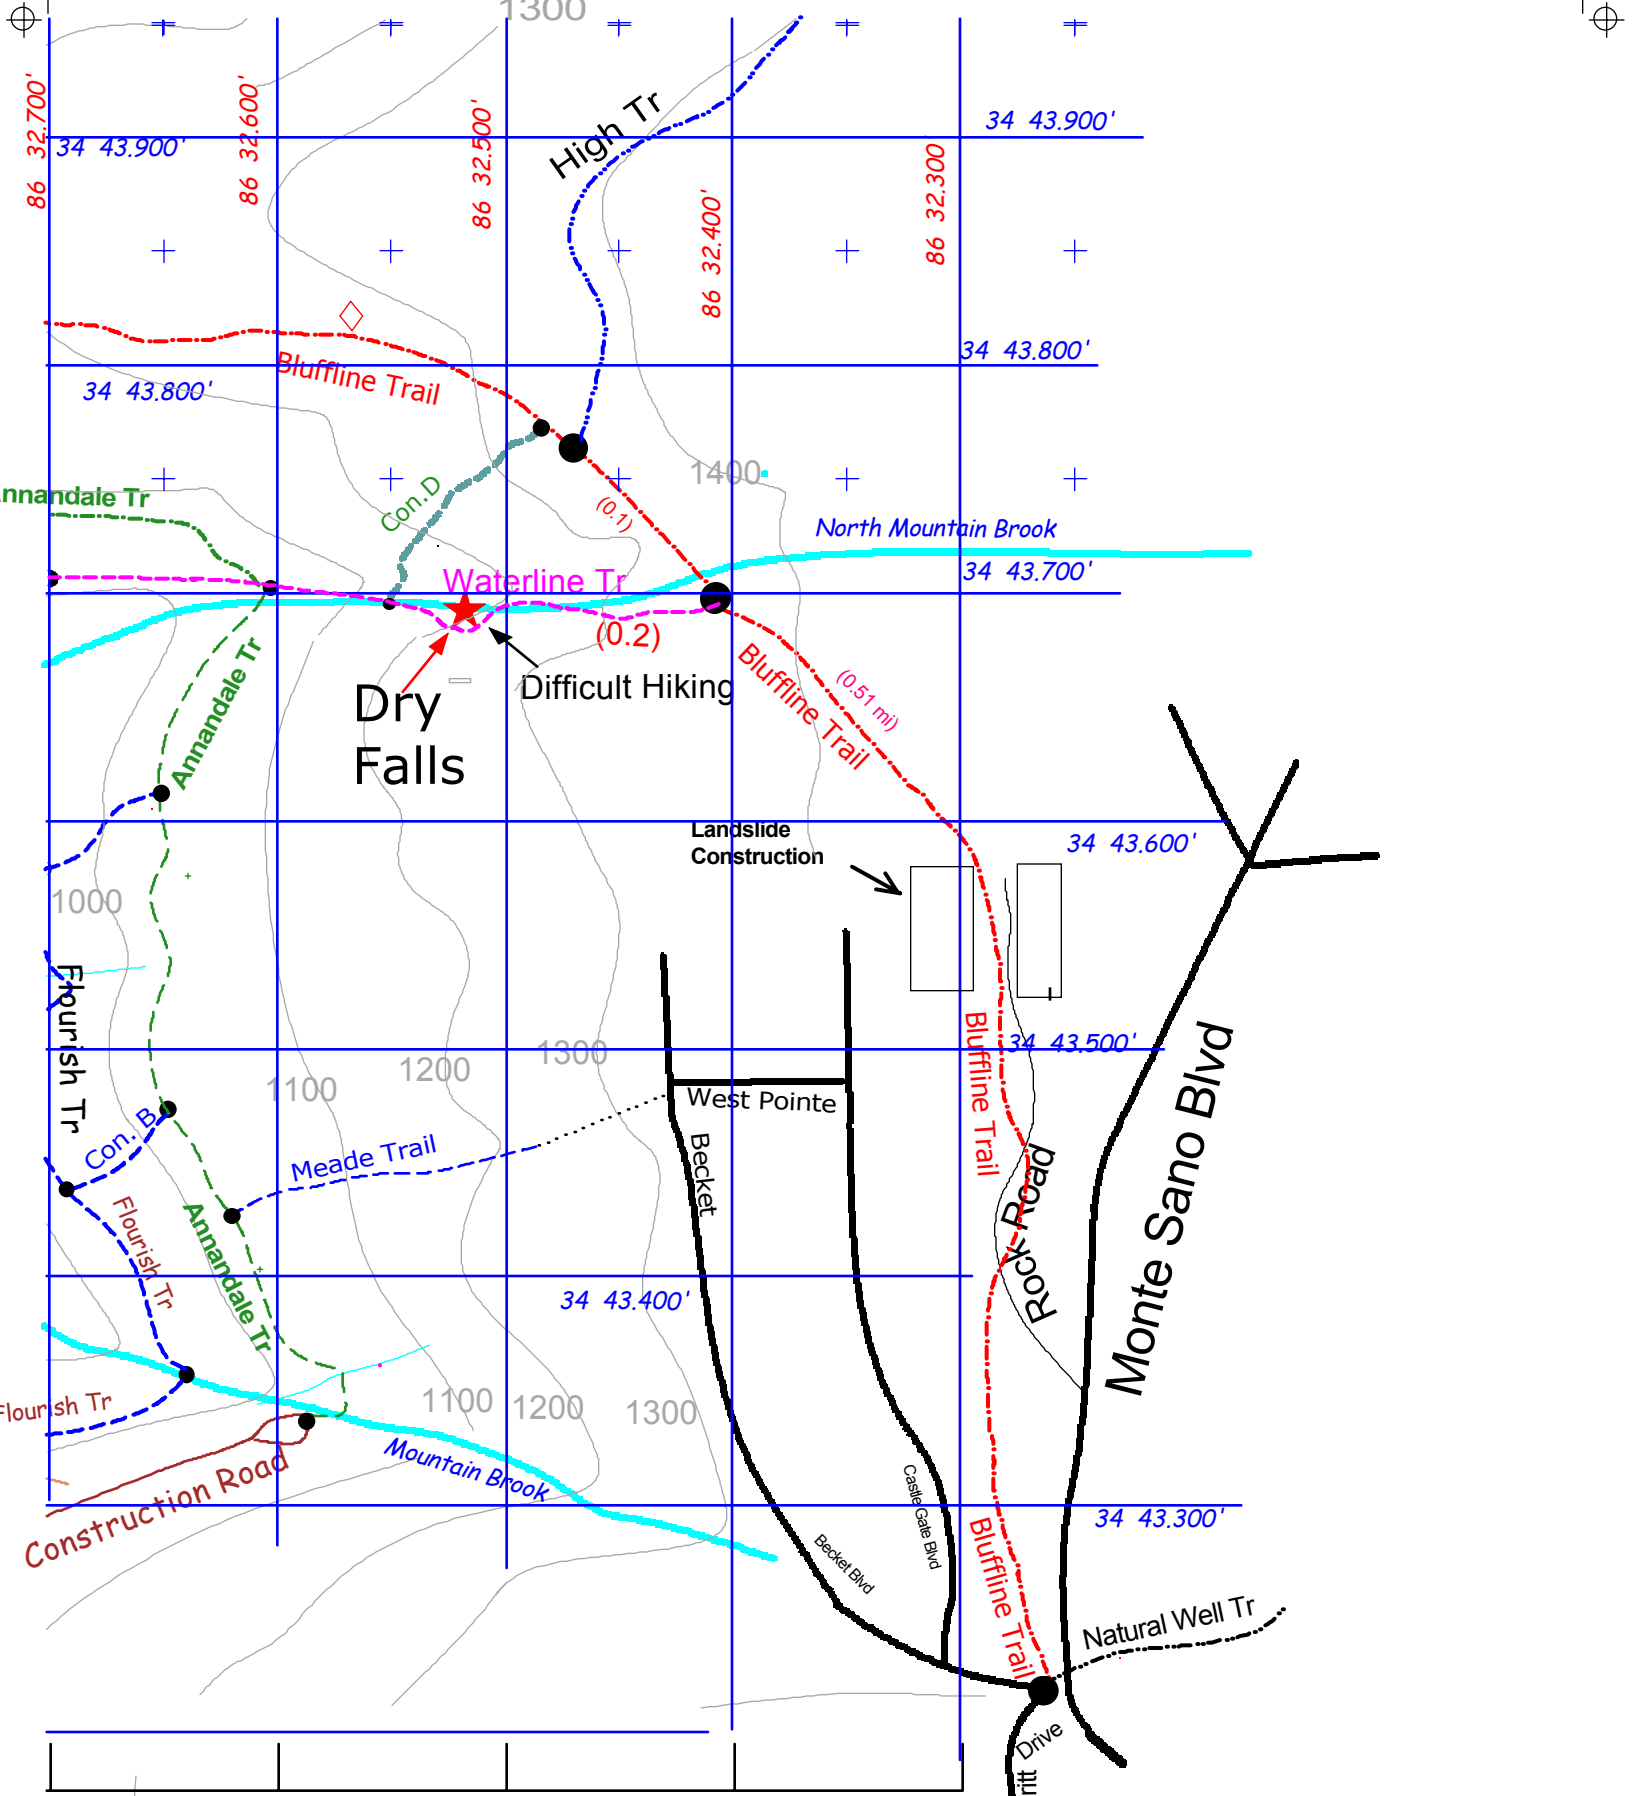 1300
86 32.700'
86 32.600'
86 32.500'
86 32.400'
86 32.300
34 43.900'
34 43.900'
High Tr
34 43.800'
34 43.800'
Bluffline Trail
1400
(0.1)
Con.D
nnandale Tr
North Mountain Brook
34 43.700'
Waterline Tr
(0.2)
Difficult Hiking
Dry
Falls
Annandale Tr
Bluffline Trail
(0.51 mi)
Landslide
Construction
34 43.600'
1000
Flourish Tr
34 43.500'
1300
1200
1100
West Pointe
Becket
Bluffline Trail
Rock Road
Monte Sano Blvd
Con. B
Meade Trail
Flourish Tr
Annandale Tr
34 43.400'
Flourish Tr
1100
1200
1300
Mountain Brook
Construction Road
Castle Gate Blvd
Becket Blvd
34 43.300'
Bluffline Trail
Natural Well Tr
Drive
ritt